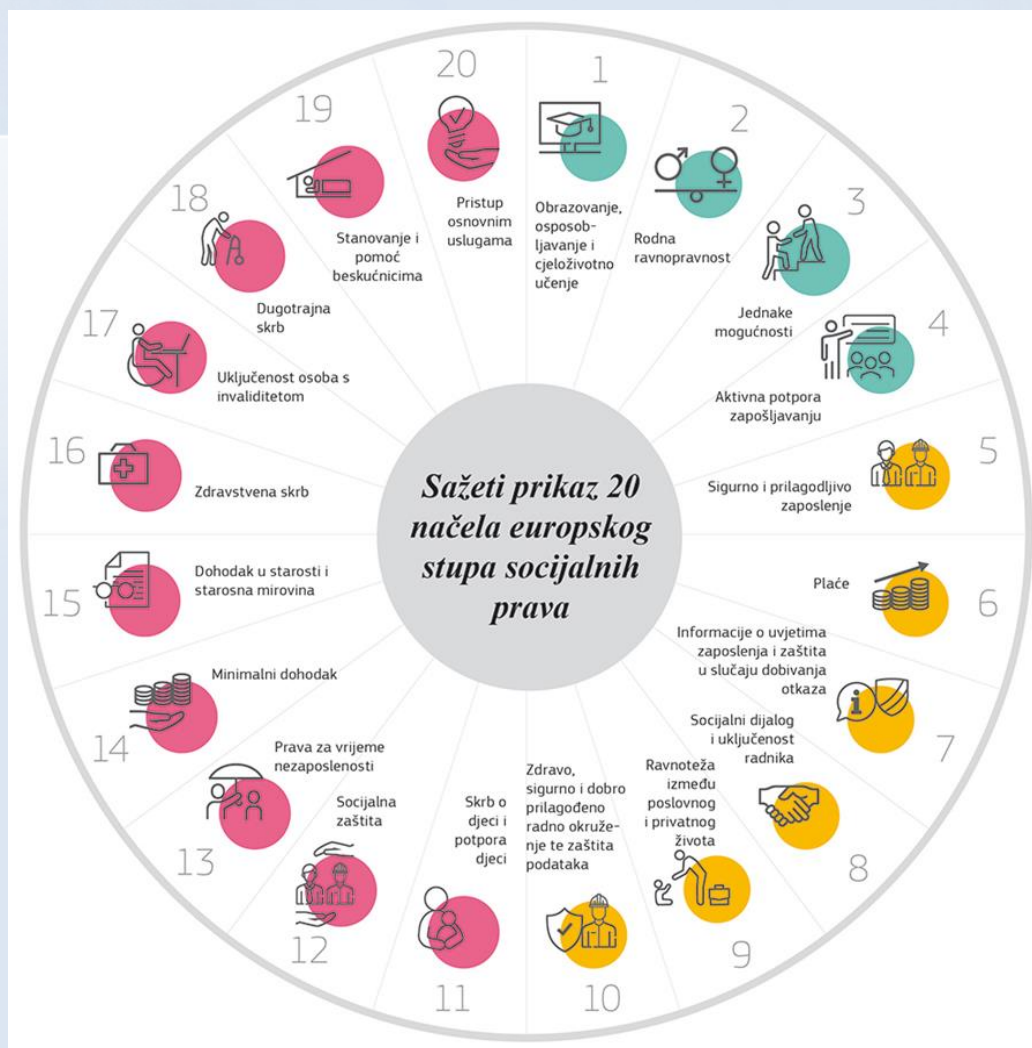 Sažeti prikaz 20
načela europskog
stupa socijalnih
prava
1
Obrazovanje,
osposob-
ljavanje i
cjeloživotno
učenje
2
Rodna
ravnopravnost
3
Jednake
mogućnosti
4
Aktivna potpora
zapošljavanju
5
Sigurno i prilagodljivo
zaposlenje
6
Plaće
7
Informacije o uvjetima
zaposlenja i zaštita
u slučaju dobivanja
otkaza
8
Socijalni dijalog
i uključenost
radnika
9
Ravnoteža
između
poslovnog
i privatnog
života
10
Zdravo,
sigurno i dobro
prilagođeno
radno okruže-
nje te zaštita
podataka
11
Skrb o
djeci i
potpora
djeci
12
Socijalna
zaštita
13
Prava za vrijeme
nezaposlenosti
14
Minimalni dohodak
15
Dohodak u starosti i
starosna mirovina
16
Zdravstvena skrb
17
Uključenost osoba s
invaliditetom
18
Dugotrajna
skrb
19
Stanovanje i
pomoć
beskućnicima
20
Pristup
osnovnim
uslugama